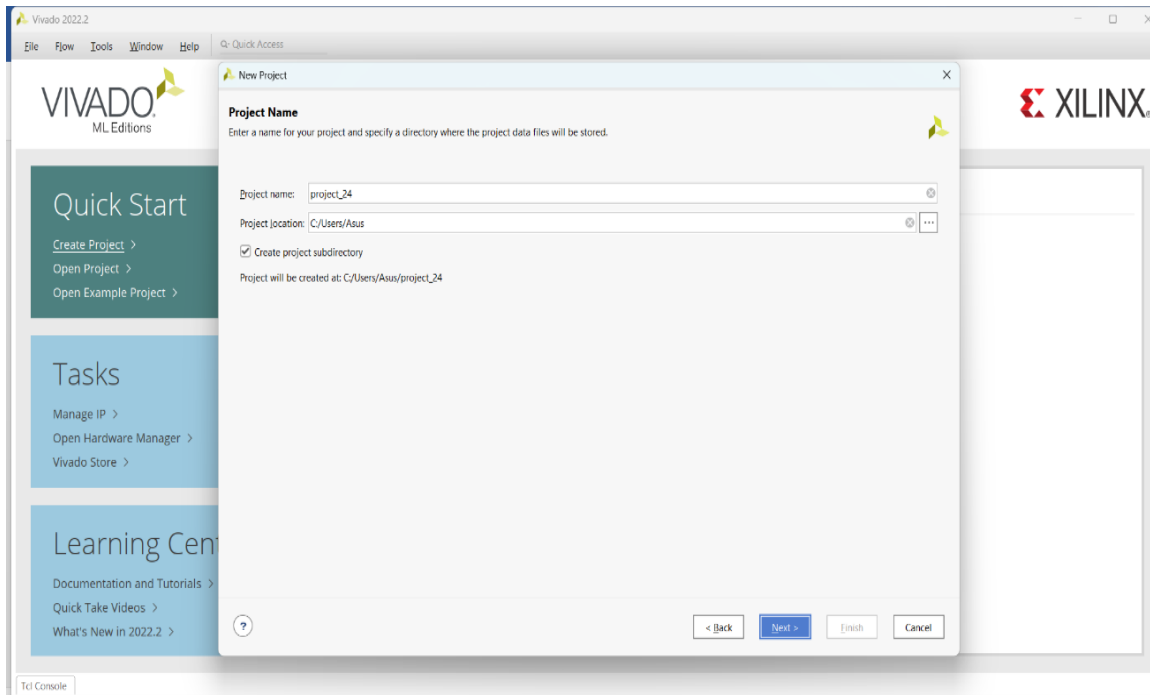 Vivado 2022.2
File Flow Tools Window Help Quick Access
VIVADO.
ML Editions
XILINX®
Quick Start
Create Project >
Open Project >
Open Example Project >
Tasks
Manage IP >
Open Hardware Manager >
Vivado Store >
Learning Cen
Documentation and Tutorials >
Quick Take Videos >
What's New in 2022.2 >
New Project
Project Name
Enter a name for your project and specify a directory where the project data files will be stored.
Project name: project_24
Project location: C:/Users/Asus
Create project subdirectory
Project will be created at: C:/Users/Asus/project_24
? < Back Next > Finish Cancel
Tcl Console